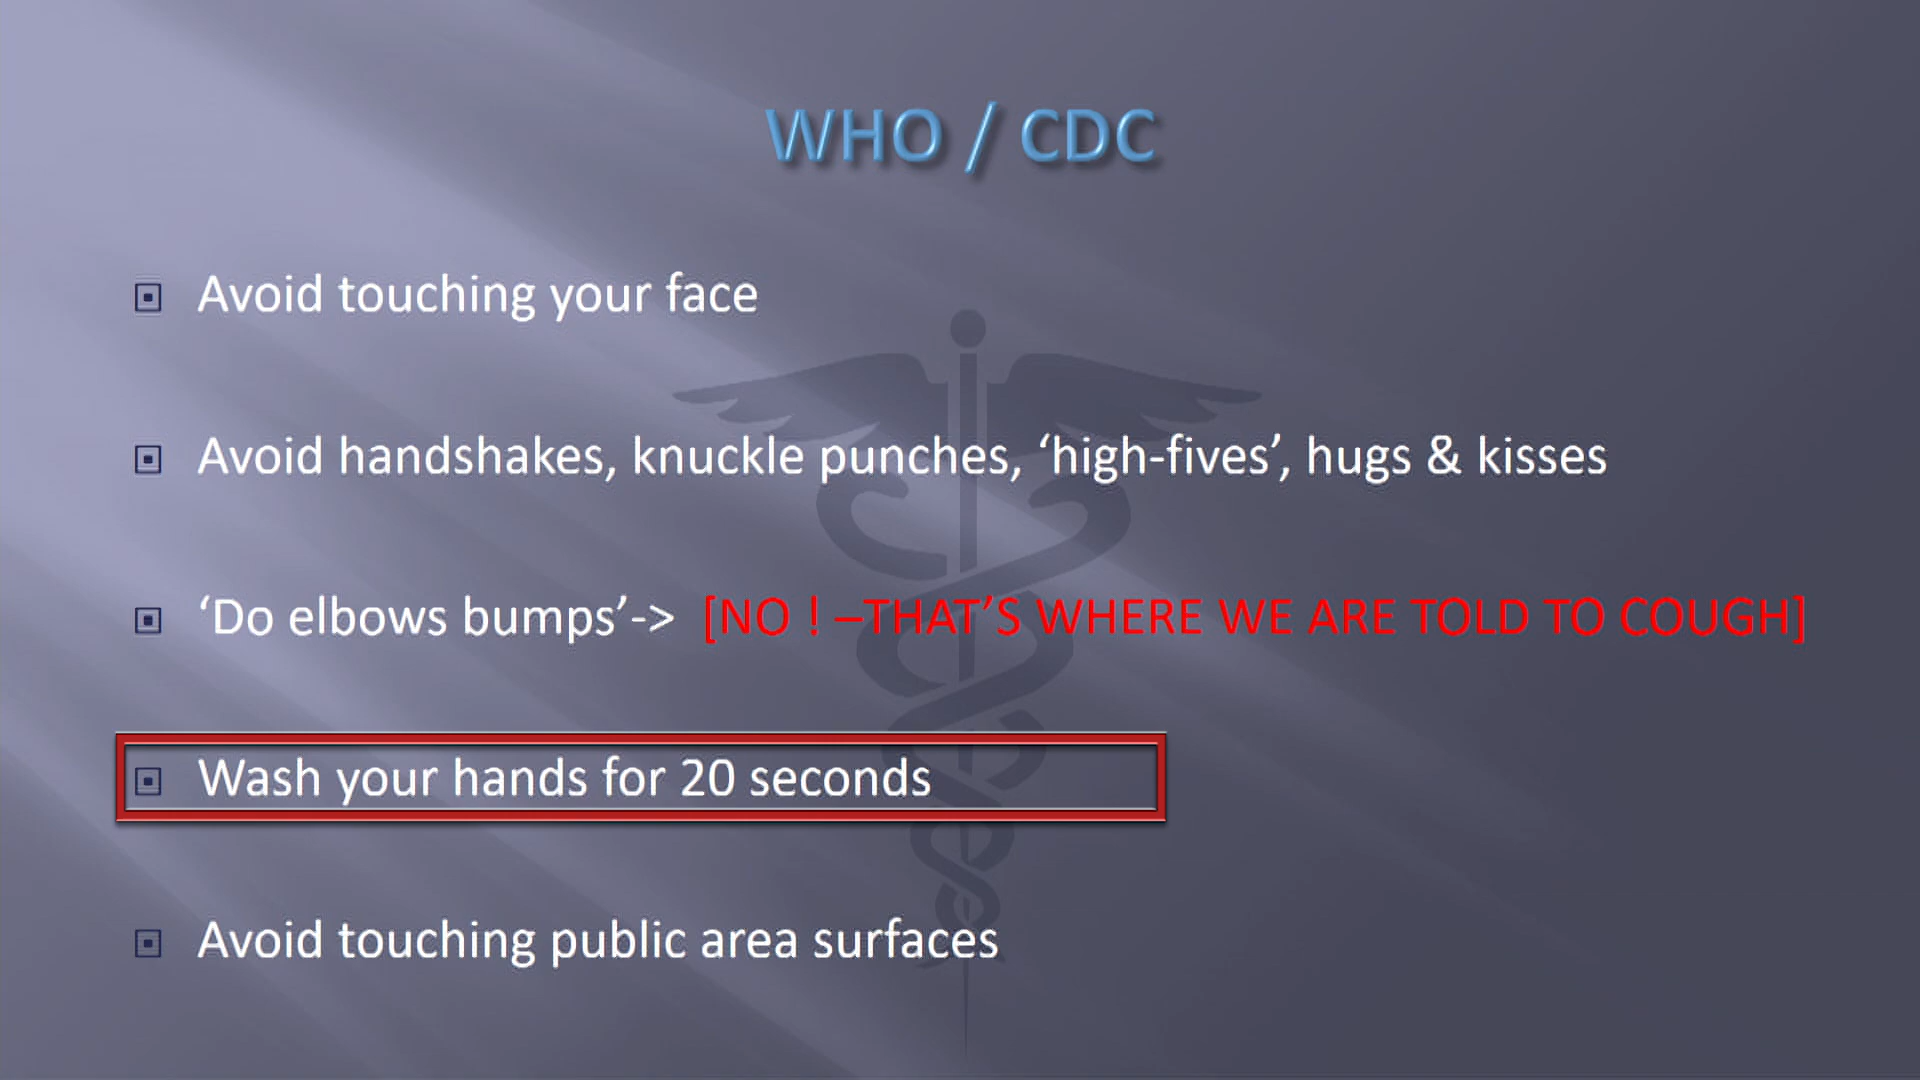 WHO / CDC
Avoid touching your face
Avoid handshakes, knuckle punches, ‘high-fives’, hugs & kisses
‘Do elbows bumps’-> [NO ! –THAT’S WHERE WE ARE TOLD TO COUGH]
Wash your hands for 20 seconds
Avoid touching public area surfaces